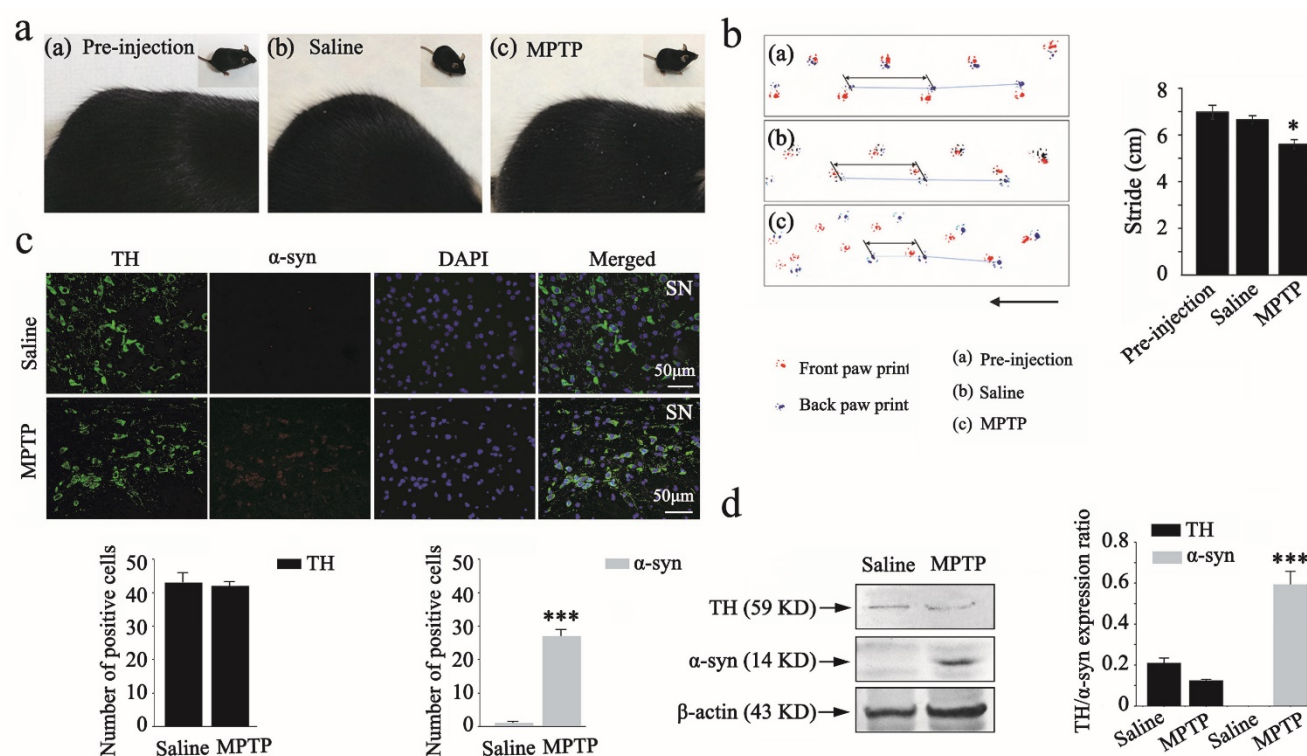 a
(a) Pre-injection
(b) Saline
(c) MPTP
b
(a)
(b)
(c)
Front paw print
Back paw print
(a) Pre-injection
(b) Saline
(c) MPTP
Stride (cm)
8
6
4
2
0
*
Pre-injection
Saline
MPTP
c
TH α-syn DAPI Merged
Saline
SN
50μm
MPTP
SN
50μm
Number of positive cells
50
40
30
20
10
0
TH
Saline MPTP
Number of positive cells
50
40
30
20
10
0
α-syn
***
Saline MPTP
d
Saline MPTP
TH (59 KD)
α-syn (14 KD)
β-actin (43 KD)
TH/α-syn expression ratio
0.8
0.6
0.4
0.2
0
TH
α-syn
***
Saline
MPTP
Saline
MPTP